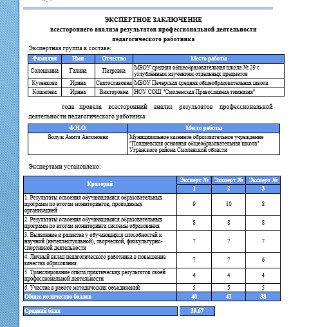 ЭКСПЕРТНОЕ ЗАКЛЮЧЕНИЕ
всестороннего анализа результатов профессиональной деятельности
педагогического работника
Экспертная группа в составе:
Фамилия Имя Отчество Место работы
Солошкина Галина Петровна МБОУ средняя общеобразовательная школа № 29 с
углубленным изучением отдельных предметов
Ирина Святославовна МБОУ Печерская средняя общеобразовательная школа
Ирина Викторовна НОУ СОШ "Смоленская Православная гимназия"
года провела всесторонний анализ результатов профессиональной
деятельности педагогического работника
Ф.И.О. Место работы
Анита Антоновна Муниципальное казенное образовательное учреждение
основная общеобразовательная школа"
Угранского района Смоленской области
Экспертами установлено:
Критерий Эксперт № Эксперт № Эксперт №
1 2 3
1. Результаты освоения обучающимися образовательных
программ по итогам мониторингов, проводимых
организацией 9 10 8
2. Результаты освоения обучающимися образовательных
программ по итогам мониторинга системы образования 8 8 8
3. Выявление и развитие у обучающихся способностей к
научной (интеллектуальной), творческой, физкультурно-
спортивной деятельности 7 7 7
4. Личный вклад педагогического работника в повышение
качества образования 7 7 6
5. Транслирование опыта практических результатов своей
профессиональной деятельности 4 4 4
6. Участие в работе методических объединений 5 5 5
Общее количество баллов 40 41 38
Средний балл 39,67